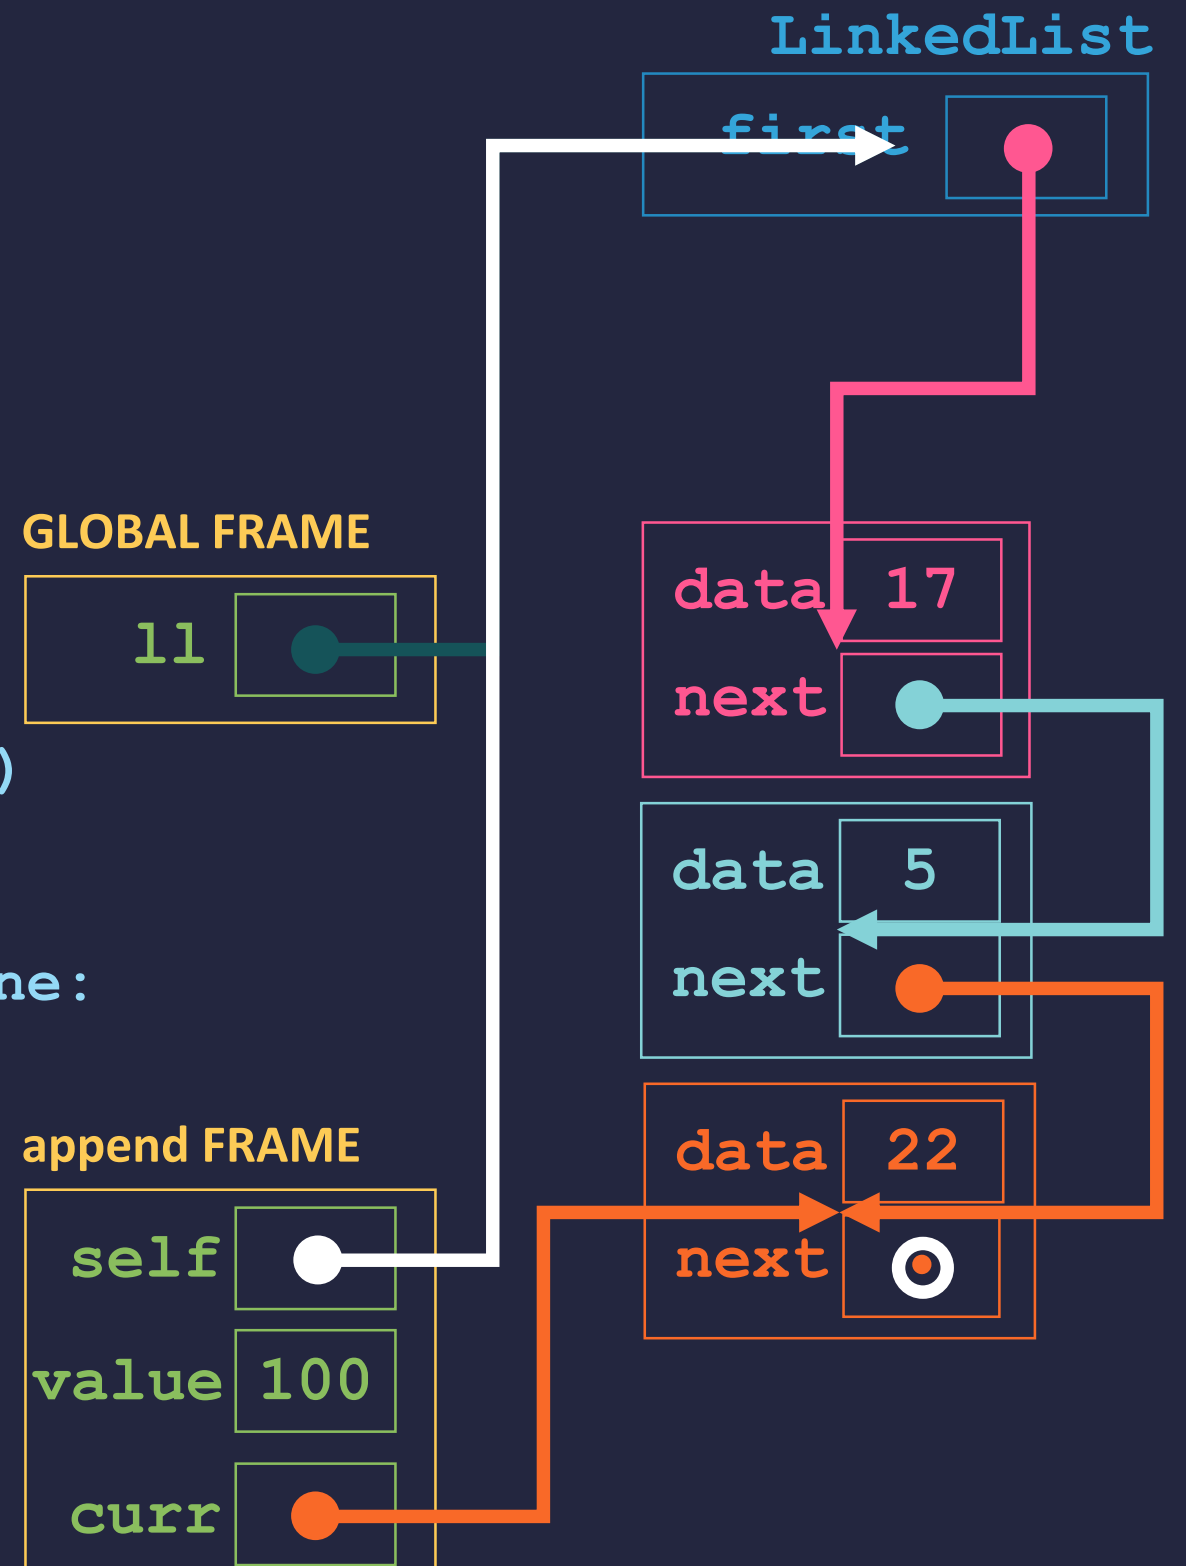 LinkedList
first
GLOBAL FRAME
ll
)
ne:
append FRAME
self
value 100
curr
data 17
next
data 5
next
data 22
next